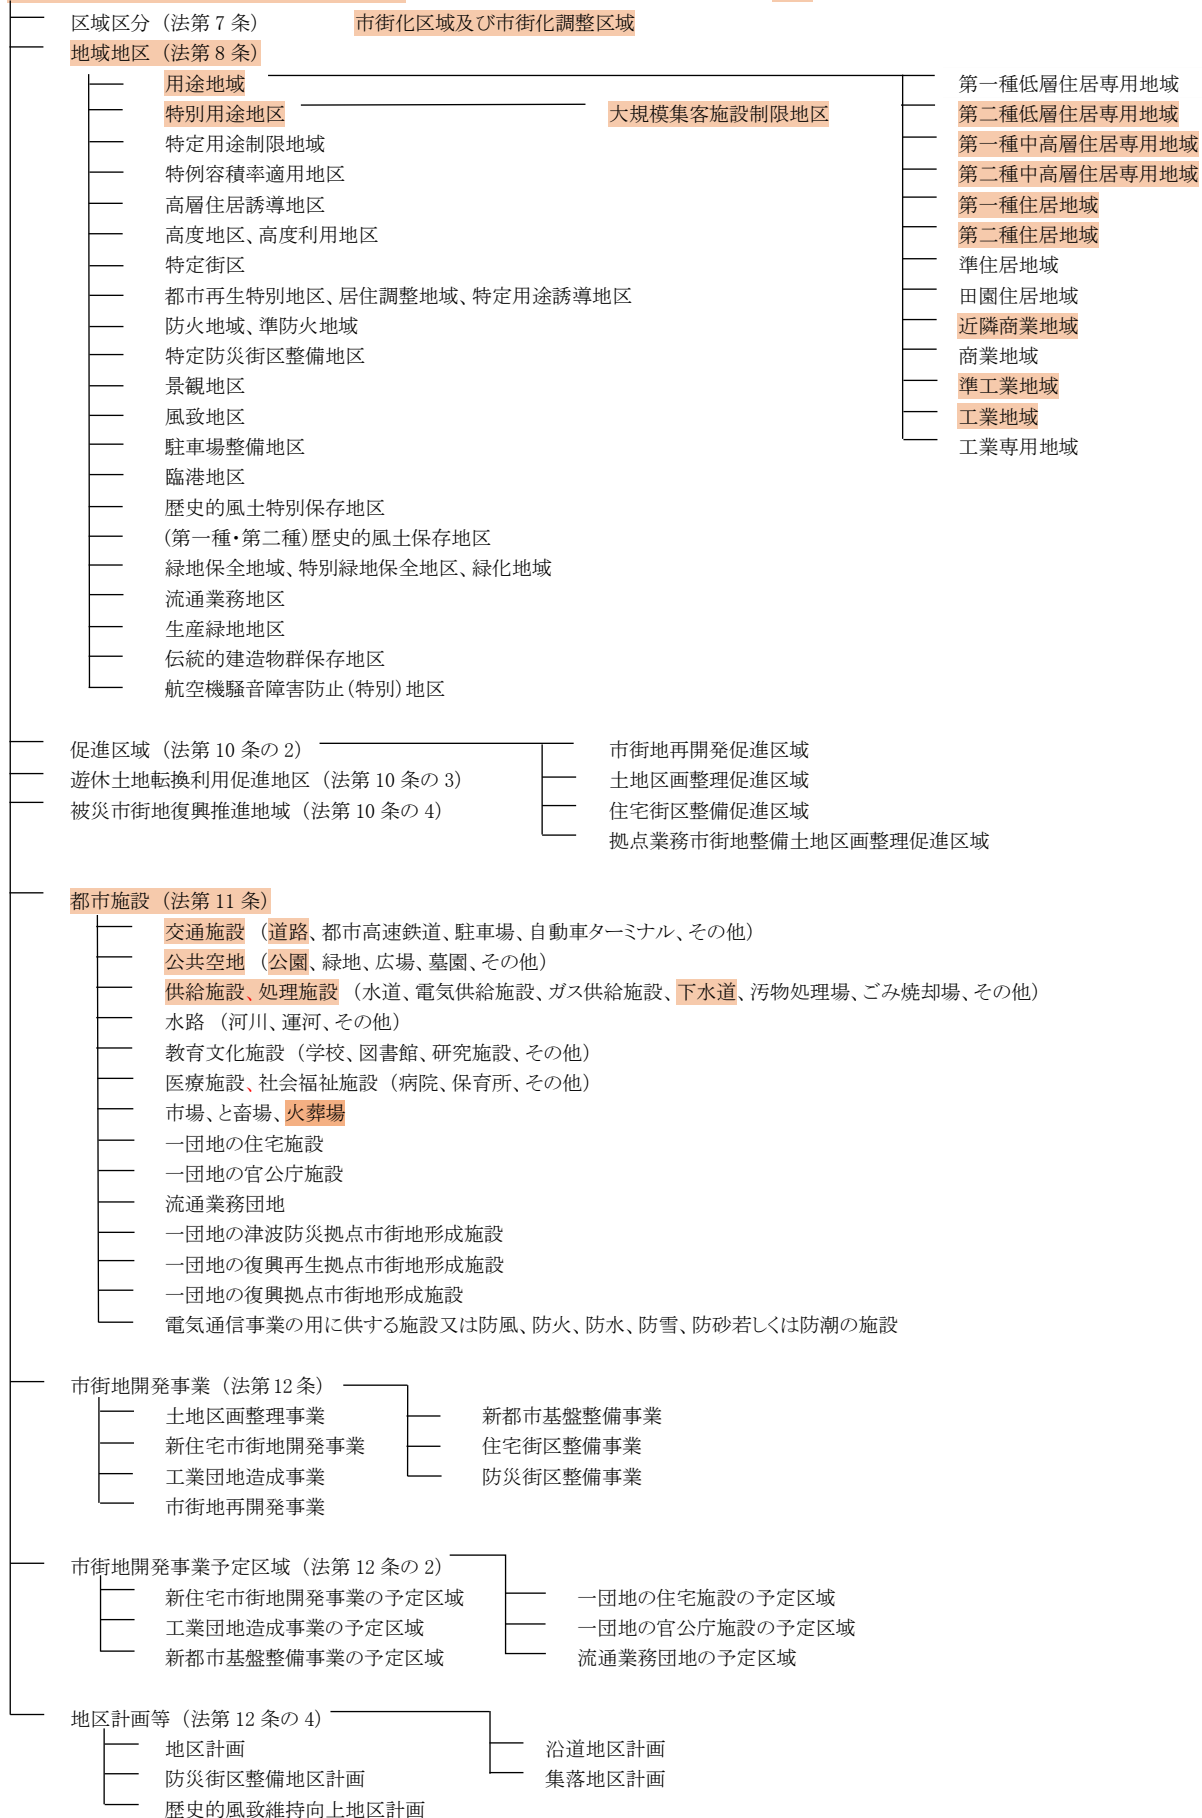 区域区分（法第7条） 市街化区域及び市街化調整区域
地域地区（法第8条）
用途地域 第一種低層住居専用地域
特別用途地区 大規模集客施設制限地区 第二種低層住居専用地域
特定用途制限地域 第一種中高層住居専用地域
特例容積率適用地区 第二種中高層住居専用地域
高層住居誘導地区 第一種住居地域
高度地区、高度利用地区 第二種住居地域
特定街区 準住居地域
都市再生特別地区、居住調整地域、特定用途誘導地区 田園住居地域
防火地域、準防火地域 近隣商業地域
特定防災街区整備地区 商業地域
景観地区 準工業地域
風致地区 工業地域
駐車場整備地区 工業専用地域
臨港地区
歴史的風土特別保存地区
(第一種・第二種)歴史的風土保存地区
緑地保全地域、特別緑地保全地区、緑化地域
流通業務地区
生産緑地地区
伝統的建造物群保存地区
航空機騒音障害防止(特別)地区
促進区域（法第10条の2） 市街地再開発促進区域
遊休土地転換利用促進地区（法第10条の3） 土地区画整理促進区域
被災市街地復興推進地域（法第10条の4） 住宅街区整備促進区域
拠点業務市街地整備土地区画整理促進区域
都市施設（法第11条）
交通施設（道路、都市高速鉄道、駐車場、自動車ターミナル、その他）
公共空地（公園、緑地、広場、墓園、その他）
供給施設、処理施設（水道、電気供給施設、ガス供給施設、下水道、汚物処理場、ごみ焼却場、その他）
水路（河川、運河、その他）
教育文化施設（学校、図書館、研究施設、その他）
医療施設、社会福祉施設（病院、保育所、その他）
市場、と畜場、火葬場
一団地の住宅施設
一団地の官公庁施設
流通業務団地
一団地の津波防災拠点市街地形成施設
一団地の復興再生拠点市街地形成施設
一団地の復興拠点市街地形成施設
電気通信事業の用に供する施設又は防風、防火、防水、防雪、防砂若しくは防潮の施設
市街地開発事業（法第12条）
土地区画整理事業 新都市基盤整備事業
新住宅市街地開発事業 住宅街区整備事業
工業団地造成事業 防災街区整備事業
市街地再開発事業
市街地開発事業予定区域（法第12条の2）
新住宅市街地開発事業の予定区域 一団地の住宅施設の予定区域
工業団地造成事業の予定区域 一団地の官公庁施設の予定区域
新都市基盤整備事業の予定区域 流通業務団地の予定区域
地区計画等（法第12条の4）
地区計画 沿道地区計画
防災街区整備地区計画 集落地区計画
歴史的風致維持向上地区計画